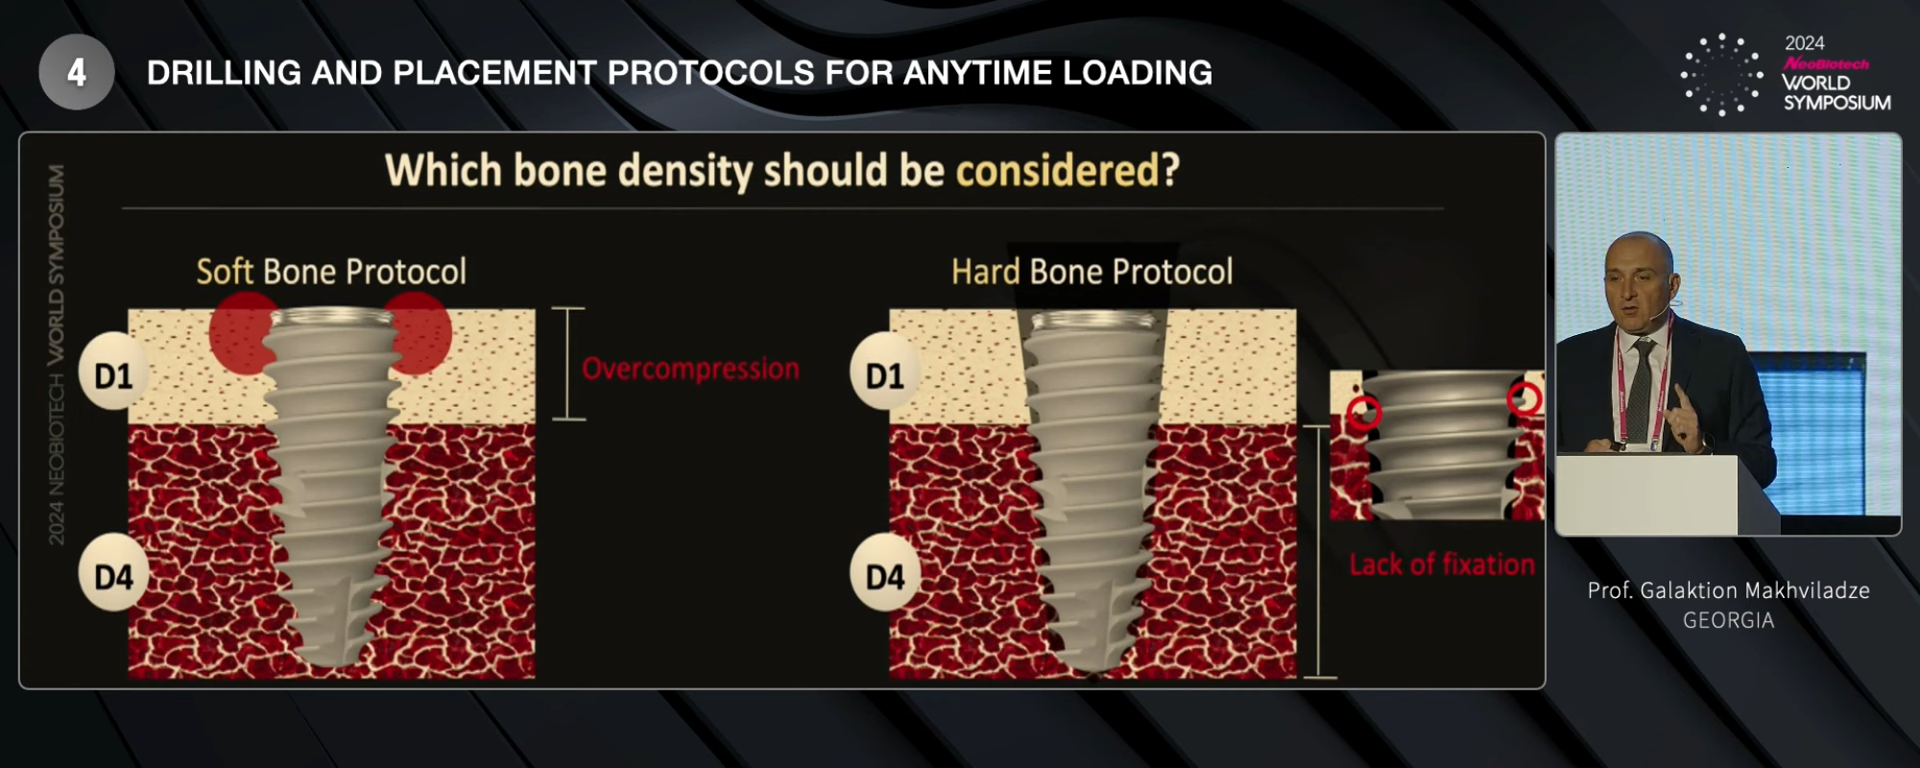 4
DRILLING AND PLACEMENT PROTOCOLS FOR ANYTIME LOADING
2024
NeoBiotech
WORLD
SYMPOSIUM
2024 NEOBIOTECH WORLD SYMPOSIUM
Which bone density should be considered?
Soft Bone Protocol
D1
Overcompression
D4
Hard Bone Protocol
D1
D4
Lack of fixation
Prof. Galaktion Makhviladze
GEORGIA